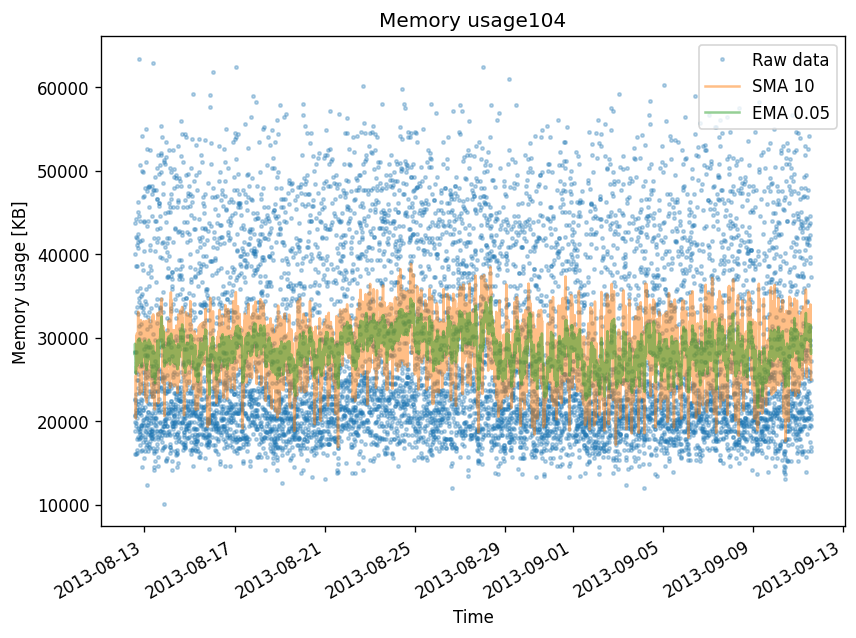 Memory usage104
Raw data
SMA 10
EMA 0.05
Memory usage [KB]
60000
50000
40000
30000
20000
10000
2013-08-13
2013-08-17
2013-08-21
2013-08-25
2013-08-29
2013-09-01
2013-09-05
2013-09-09
2013-09-13
Time